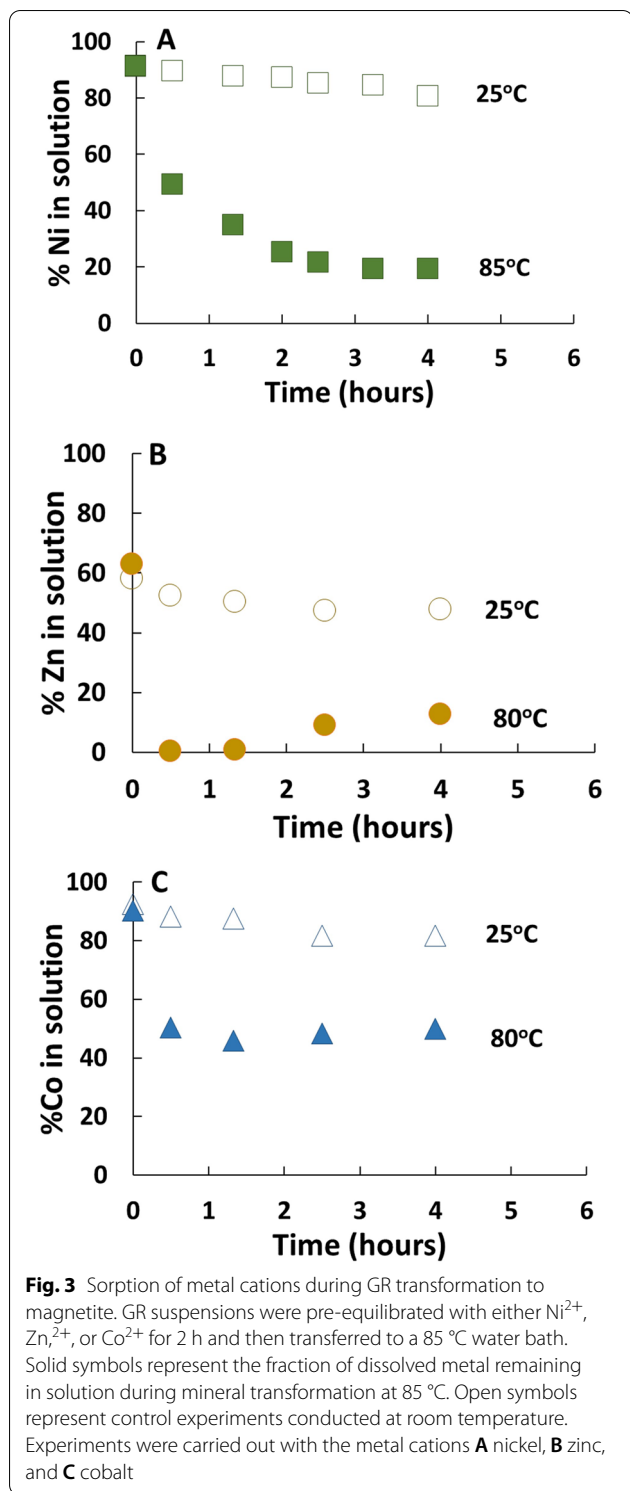 A
% Ni in solution
100
80
60
40
20
0
25°C
85°C
0 1 2 3 4 5 6
Time (hours)
B
% Zn in solution
100
80
60
40
20
0
25°C
80°C
0 1 2 3 4 5 6
Time (hours)
C
%Co in solution
100
80
60
40
20
0
25°C
80°C
0 1 2 3 4 5 6
Time (hours)
Fig. 3 Sorption of metal cations during GR transformation to
magnetite. GR suspensions were pre-equilibrated with either Ni²⁺,
Zn,²⁺, or Co²⁺ for 2 h and then transferred to a 85 °C water bath.
Solid symbols represent the fraction of dissolved metal remaining
in solution during mineral transformation at 85 °C. Open symbols
represent control experiments conducted at room temperature.
Experiments were carried out with the metal cations A nickel, B zinc,
and C cobalt